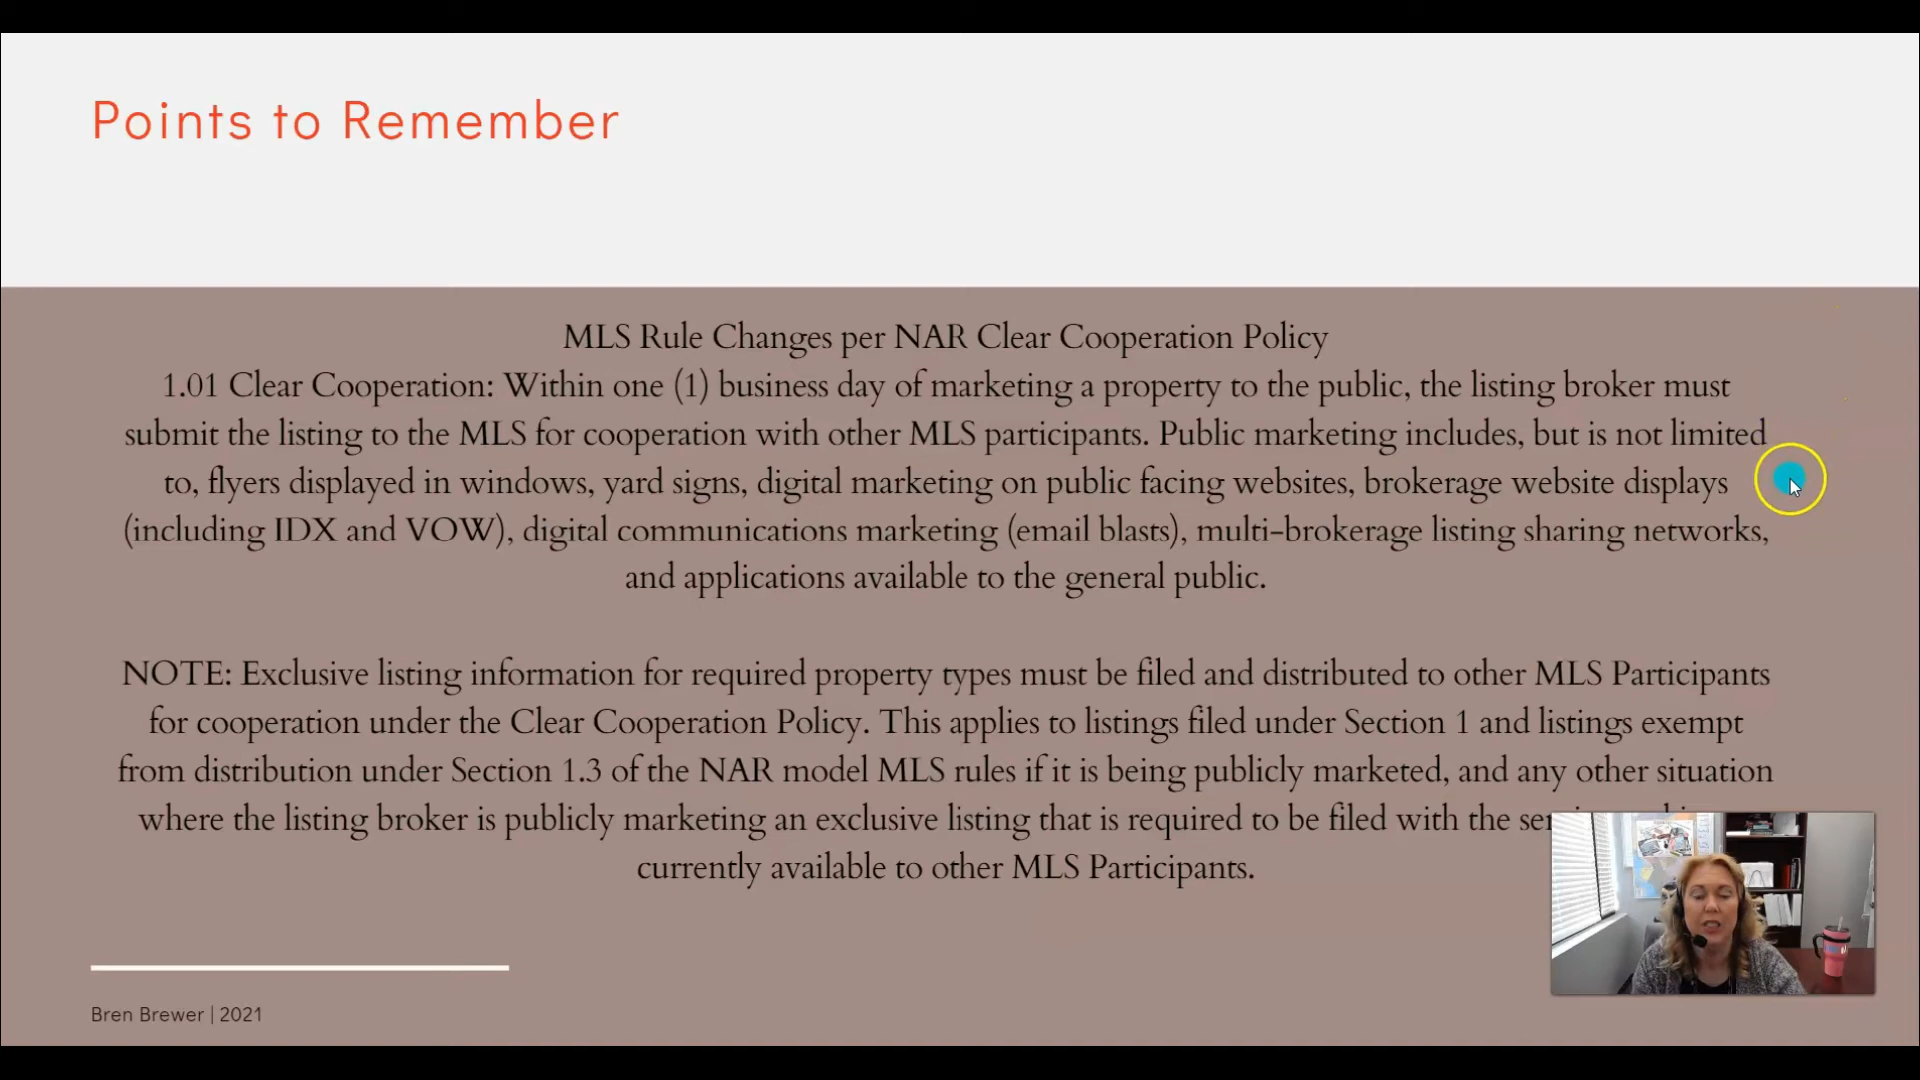 Points to Remember
MLS Rule Changes per NAR Clear Cooperation Policy
1.01 Clear Cooperation: Within one (1) business day of marketing a property to the public, the listing broker must
submit the listing to the MLS for cooperation with other MLS participants. Public marketing includes, but is not limited
to, flyers displayed in windows, yard signs, digital marketing on public facing websites, brokerage website displays
(including IDX and VOW), digital communications marketing (email blasts), multi-brokerage listing sharing networks,
and applications available to the general public.
NOTE: Exclusive listing information for required property types must be filed and distributed to other MLS Participants
for cooperation under the Clear Cooperation Policy. This applies to listings filed under Section 1 and listings exempt
from distribution under Section 1.3 of the NAR model MLS rules if it is being publicly marketed, and any other situation
where the listing broker is publicly marketing an exclusive listing that is required to be filed with the
currently available to other MLS Participants.
Bren Brewer | 2021